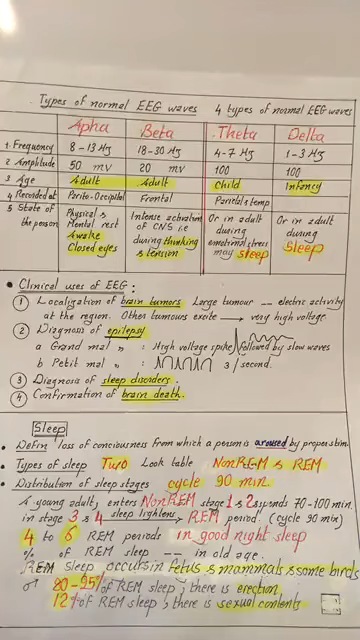 Types of normal EEG waves 4 types of normal EEG waves
Apha Beta Theta Delta
1. Frequency 8-13 Hz 18-30 Hz 4-7 Hz 1-3 Hz
2 Amplitude 50 mv 20 mv 100 100
3 Age Adult Adult Child Infancy
4 Recorded at Parito-Occipital Frontal Pariet & temp
5 State of the person Physical & Mental rest Awake Closed eyes Intense activation of CNS i.e during thinking & tension Or in adult during emotional stress may sleep Or in adult during Sleep
• Clinical uses of EEG:
① Localization of brain tumors Large tumour -- electric activity
at the region. Other tumours excite → very high voltage.
② Diagnosis of epilepsy
a Grand mal " : High voltage spike followed by slow waves
b Petit mal " : 3/second.
③ Diagnosis of sleep disorders.
④ Confirmation of brain death.
Sleep
• Defin loss of conciousness from which a person is aroused by proper stim.
• Types of sleep Two Look table NonREM & REM
• Distribution of sleep stages cycle 90 min.
A young adult, enters NonREM stage 1 & 2 spends 70-100 min.
in stage 3 & 4 sleep lightens → REM period. (cycle 90 min)
4 to 6 REM periods in good night sleep
% of REM sleep --- in old age.
REM sleep occurs in fetus & mammals & some birds
80-95% of REM sleep, there is erection
12% of REM sleep, there is sexual contents